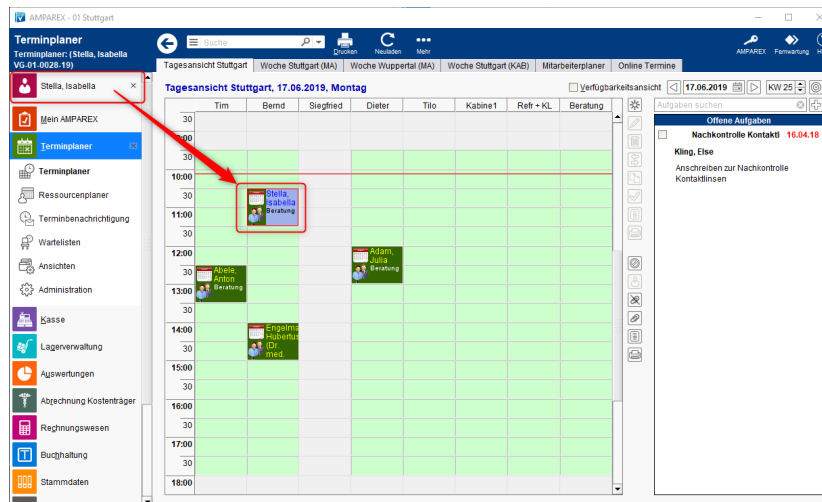 AMPAREX - 01 Stuttgart
Terminplaner
Terminplaner: (Stella, Isabella
VG-01-0028-19)
Suche
Drucken
Neuladen
Mehr
AMPAREX
Fernwartung
Tagesansicht Stuttgart
Woche Stuttgart (MA)
Woche Wuppertal (MA)
Woche Stuttgart (KAB)
Mitarbeiterplaner
Online Termine
Stella, Isabella
Mein AMPAREX
Terminplaner
Terminplaner
Ressourcenplaner
Terminbenachrichtigung
Wartelisten
Ansichten
Administration
Kasse
Lagerverwaltung
Auswertungen
Abrechnung Kostenträger
Rechnungswesen
Buchhaltung
Stammdaten
Tagesansicht Stuttgart, 17.06.2019, Montag
Verfügbarkeitsansicht
17.06.2019
KW 25
Tim
Bernd
Siegfried
Dieter
Tilo
Kabine1
Refr + KL
Beratung
30
30
10:00
30
Stella,
Isabella
Beratung
11:00
30
12:00
Adam,
Julia
Beratung
30
Abele,
Anton
Beratung
13:00
30
14:00
Engelma
Hubertus
(Dr.
med.
30
15:00
30
16:00
30
17:00
30
18:00
Aufgaben suchen
Offene Aufgaben
Nachkontrolle Kontaktl 16.04.18
Kling, Else
Anschreiben zur Nachkontrolle
Kontaktlinsen